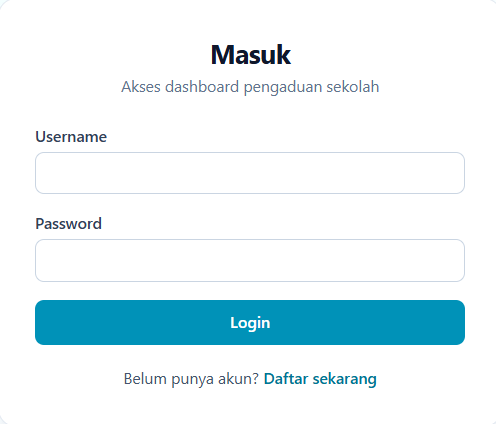 Masuk
Akses dashboard pengaduan sekolah
Username
Password
Login
Belum punya akun? Daftar sekarang